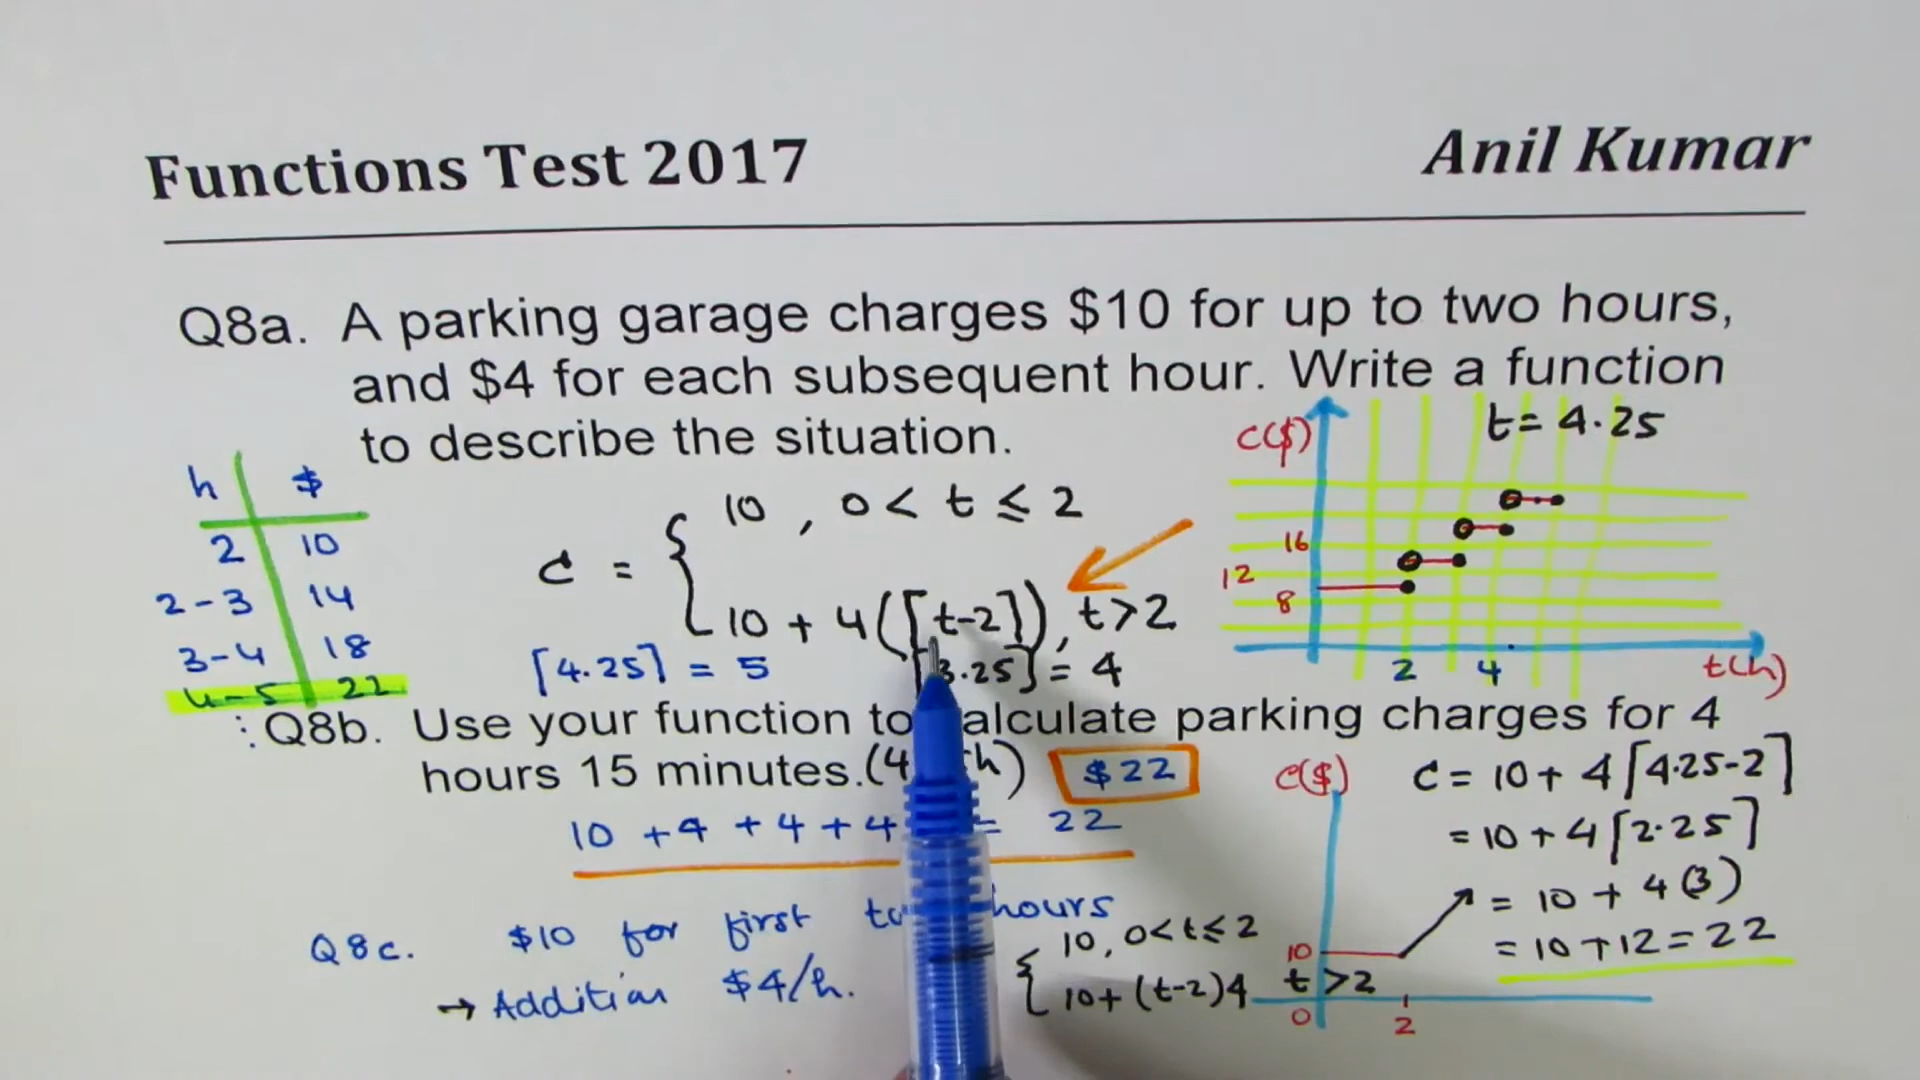 Functions Test 2017
Anil Kumar
Q8a. A parking garage charges $10 for up to two hours,
and $4 for each subsequent hour. Write a function
to describe the situation.
h $
2 10
2-3 14
3-4 18
4-5 22
C = { 10, 0 < t ≤ 2
10 + 4(⌈t-2⌉), t>2
⌈4.25⌉ = 5
3.25⌉ = 4
C($)
t = 4.25
16
12
8
2 4 t(h)
Q8b. Use your function to calculate parking charges for 4
hours 15 minutes. (4 h) $22
10 + 4 + 4 + 4 = 22
C = 10 + 4⌈4.25-2⌉
= 10 + 4⌈2.25⌉
= 10 + 4(3)
= 10 + 12 = 22
Q8c. $10 for first hours
→ Addition $4/h.
{ 10, 0<t≤2
10 + (t-2)4 t>2
C($)
10
0 2